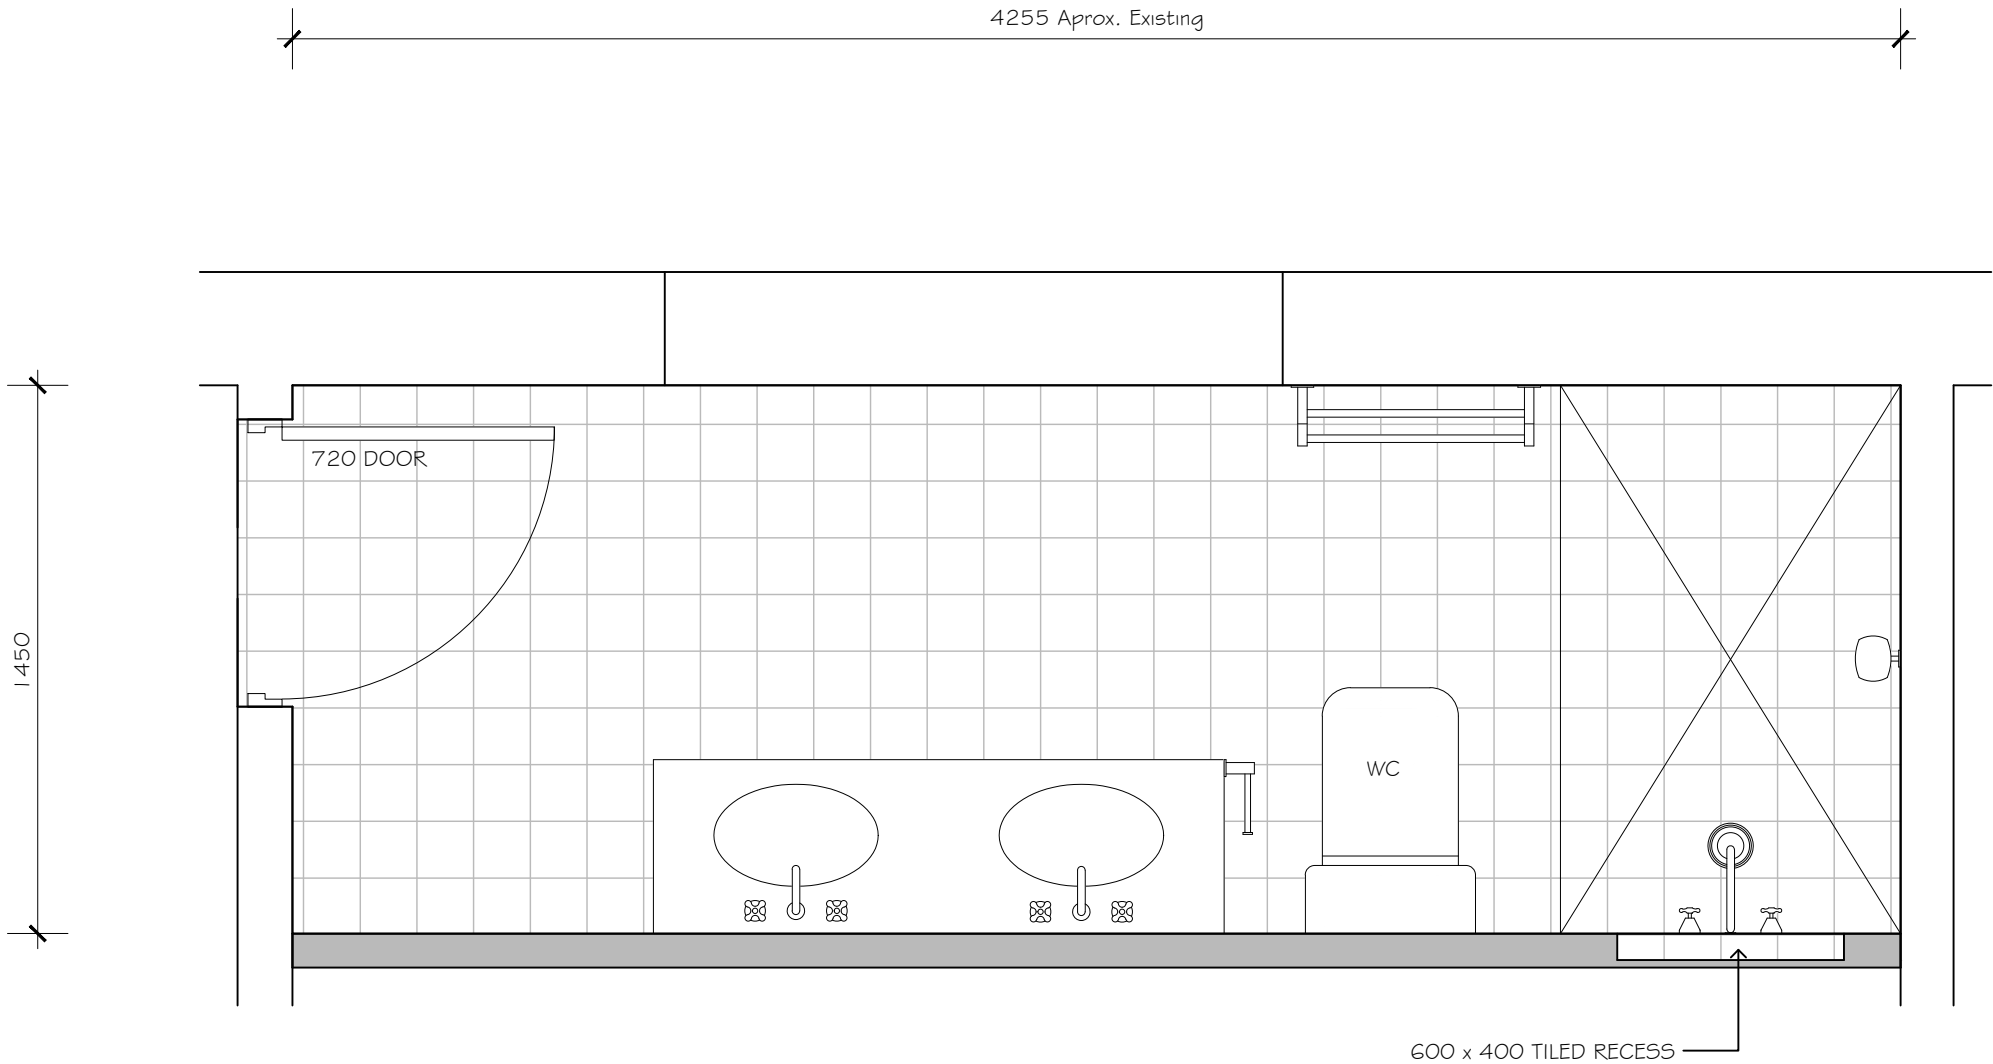 4255 Aprox. Existing
720 DOOR
1450
WC
600 x 400 TILED RECESS